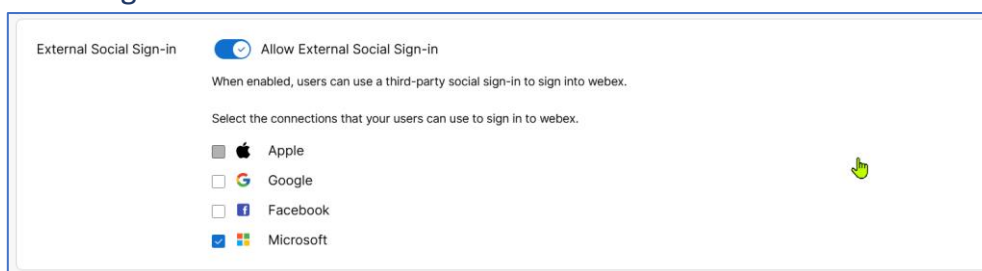 External Social Sign-in
Allow External Social Sign-in
When enabled, users can use a third-party social sign-in to sign into webex.
Select the connections that your users can use to sign in to webex.
Apple
Google
Facebook
Microsoft